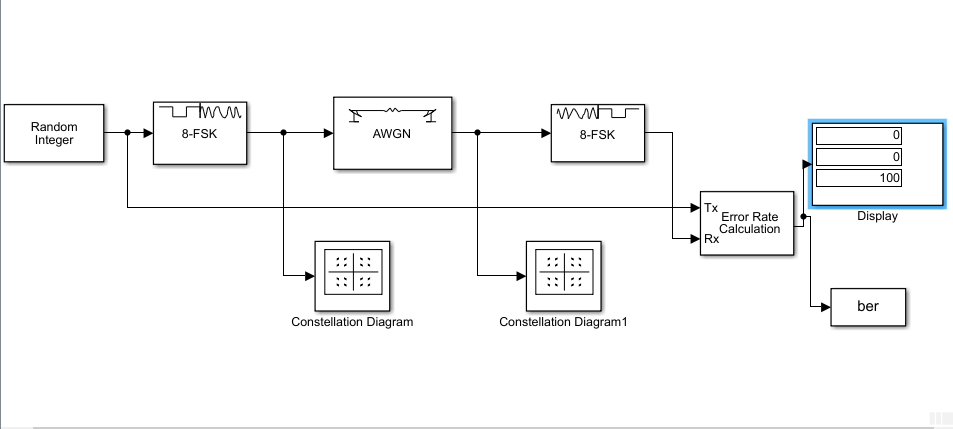 Random
Integer
8-FSK
AWGN
8-FSK
0
0
100
Display
Tx
Error Rate
Calculation
Rx
ber
Constellation Diagram
Constellation Diagram1